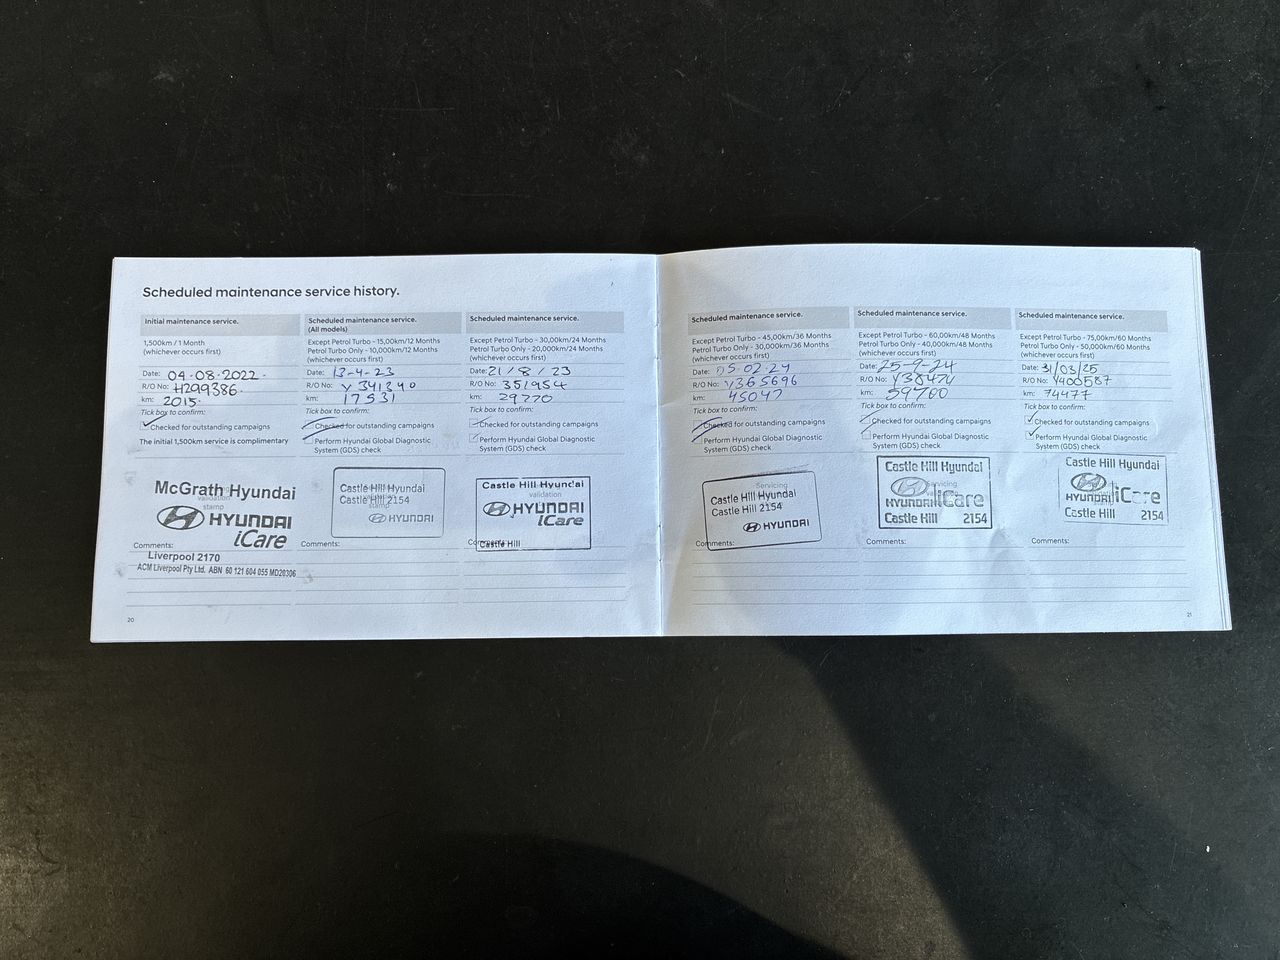 Scheduled maintenance service history.
Initial maintenance service.
1,500km / 1 Month
(whichever occurs first)
Date: 04-08-2022.
R/O No: H299386.
km: 2015.
Tick box to confirm:
Checked for outstanding campaigns
The initial 1,500km service is complimentary
McGrath Hyundai
validation
stamp
HYUNDAI
iCare
Comments:
Liverpool 2170
ACM Liverpool Pty Ltd. ABN 60 121 604 055 MD20306
20
Scheduled maintenance service.
(All models)
Except Petrol Turbo - 15,00km/12 Months
Petrol Turbo Only - 10,000km/12 Months
(whichever occurs first)
Date: 13-4-23
R/O No: Y 341340
km: 17531
Tick box to confirm:
Checked for outstanding campaigns
Perform Hyundai Global Diagnostic
System (GDS) check
Castle Hill Hyundai
validation
Castle Hill 2154
stamp
HYUNDAI
Comments:
Scheduled maintenance service.
Except Petrol Turbo - 30,00km/24 Months
Petrol Turbo Only - 20,000km/24 Months
(whichever occurs first)
Date: 21/8/23
R/O No: 351954
km: 29770
Tick box to confirm:
Checked for outstanding campaigns
Perform Hyundai Global Diagnostic
System (GDS) check
Castle Hill Hyundai
validation
HYUNDAI
iCare
Comments:
Castle Hill
Scheduled maintenance service.
Except Petrol Turbo - 45,00km/36 Months
Petrol Turbo Only - 30,000km/36 Months
(whichever occurs first)
Date: 05-02-24
R/O No: Y365696
km: 45047
Tick box to confirm:
Checked for outstanding campaigns
Perform Hyundai Global Diagnostic
System (GDS) check
Servicing
Castle Hill Hyundai
Castle Hill 2154
HYUNDAI
Comments:
Scheduled maintenance service.
Except Petrol Turbo - 60,00km/48 Months
Petrol Turbo Only - 40,000km/48 Months
(whichever occurs first)
Date: 25-9-24
R/O No:
km: 59700
Tick box to confirm:
Checked for outstanding campaigns
Perform Hyundai Global Diagnostic
System (GDS) check
Castle Hill Hyundai
Servicing
HYUNDAI iCare
Castle Hill 2154
Comments:
Scheduled maintenance service.
Except Petrol Turbo - 75,00km/60 Months
Petrol Turbo Only - 50,000km/60 Months
(whichever occurs first)
Date: 31/03/25
R/O No: Y400587
km: 74477
Tick box to confirm:
Checked for outstanding campaigns
Perform Hyundai Global Diagnostic
System (GDS) check
Castle Hill Hyundai
HYUNDAI iCare
Castle Hill 2154
Comments:
21